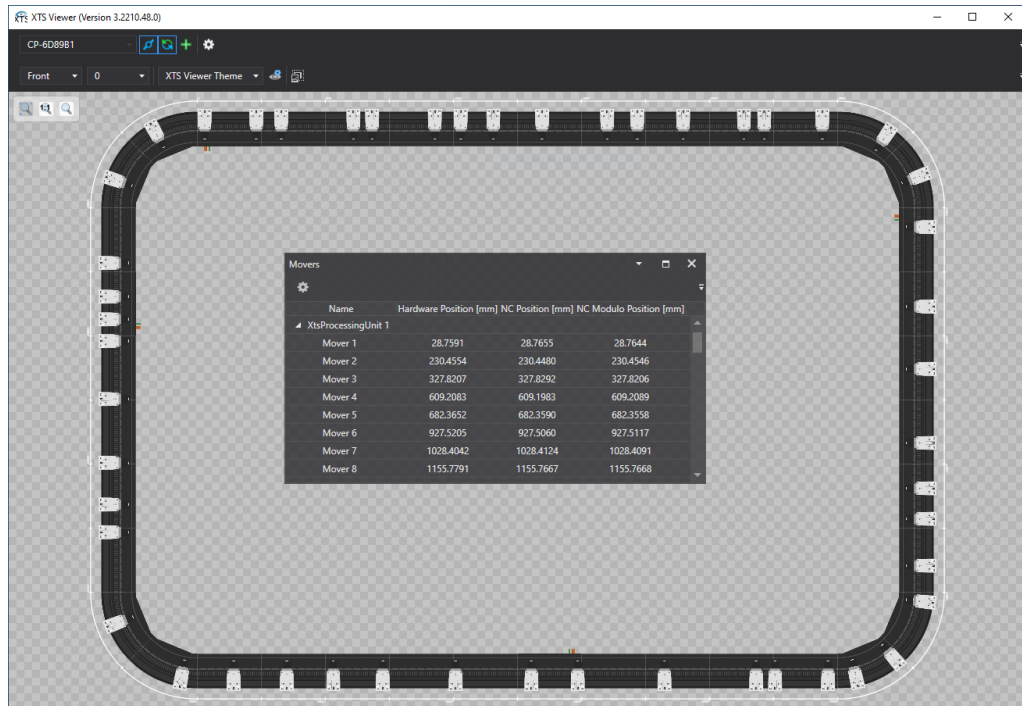 XTS Viewer (Version 3.2210.48.0)
CP-6D89B1
Front 0 XTS Viewer Theme
1:1
Movers
Name Hardware Position [mm] NC Position [mm] NC Modulo Position [mm]
XtsProcessingUnit 1
Mover 1 28.7591 28.7655 28.7644
Mover 2 230.4554 230.4480 230.4546
Mover 3 327.8207 327.8292 327.8206
Mover 4 609.2083 609.1983 609.2089
Mover 5 682.3652 682.3590 682.3558
Mover 6 927.5205 927.5060 927.5117
Mover 7 1028.4042 1028.4124 1028.4091
Mover 8 1155.7791 1155.7667 1155.7668